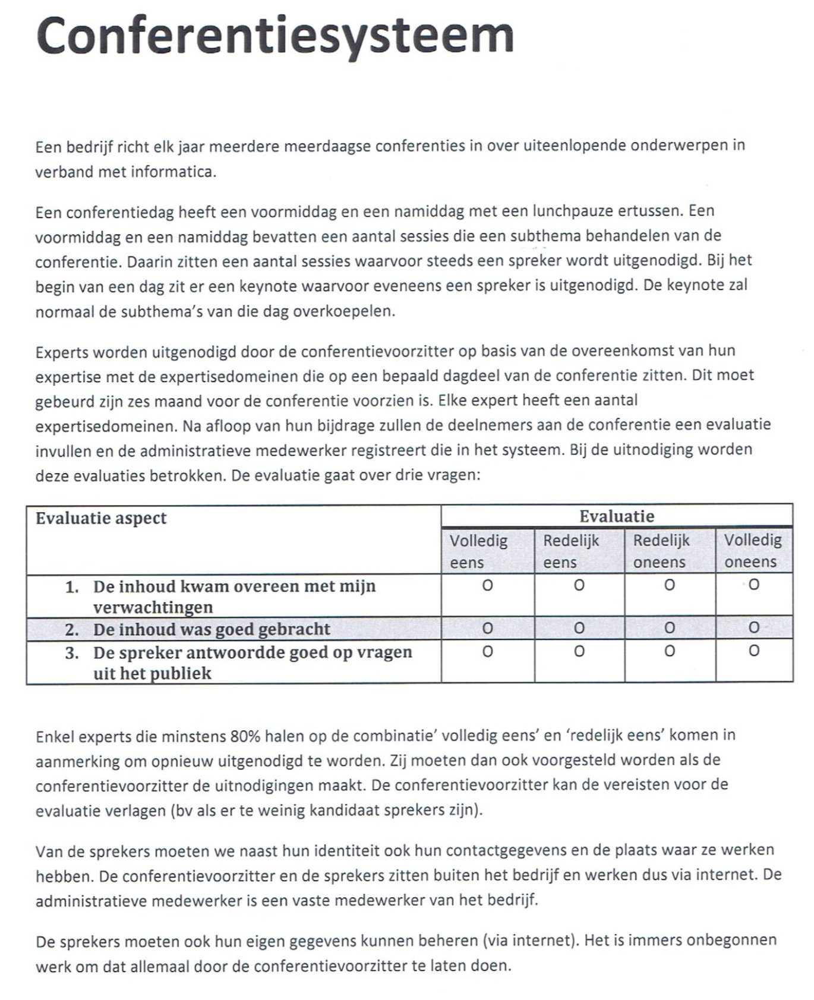 Conferentiesysteem
Een bedrijf richt elk jaar meerdere meerdaagse conferenties in over uiteenlopende onderwerpen in
verband met informatica.
Een conferentiedag heeft een voormiddag en een namiddag met een lunchpauze ertussen. Een
voormiddag en een namiddag bevatten een aantal sessies die een subthema behandelen van de
conferentie. Daarin zitten een aantal sessies waarvoor steeds een spreker wordt uitgenodigd. Bij het
begin van een dag zit er een keynote waarvoor eveneens een spreker is uitgenodigd. De keynote zal
normaal de subthema's van die dag overkoepelen.
Experts worden uitgenodigd door de conferentievoorzitter op basis van de overeenkomst van hun
expertise met de expertisedomeinen die op een bepaald dagdeel van de conferentie zitten. Dit moet
gebeurd zijn zes maand voor de conferentie voorzien is. Elke expert heeft een aantal
expertisedomeinen. Na afloop van hun bijdrage zullen de deelnemers aan de conferentie een evaluatie
invullen en de administratieve medewerker registreert die in het systeem. Bij de uitnodiging worden
deze evaluaties betrokken. De evaluatie gaat over drie vragen:
Evaluatie aspect Evaluatie
Volledig Redelijk Redelijk Volledig
eens eens oneens oneens
1. De inhoud kwam overeen met mijn O O O O
verwachtingen
2. De inhoud was goed gebracht O O O O
3. De spreker antwoordde goed op vragen O O O O
uit het publiek
Enkel experts die minstens 80% halen op de combinatie' volledig eens' en 'redelijk eens' komen in
aanmerking om opnieuw uitgenodigd te worden. Zij moeten dan ook voorgesteld worden als de
conferentievoorzitter de uitnodigingen maakt. De conferentievoorzitter kan de vereisten voor de
evaluatie verlagen (bv als er te weinig kandidaat sprekers zijn).
Van de sprekers moeten we naast hun identiteit ook hun contactgegevens en de plaats waar ze werken
hebben. De conferentievoorzitter en de sprekers zitten buiten het bedrijf en werken dus via internet. De
administratieve medewerker is een vaste medewerker van het bedrijf.
De sprekers moeten ook hun eigen gegevens kunnen beheren (via internet). Het is immers onbegonnen
werk om dat allemaal door de conferentievoorzitter te laten doen.